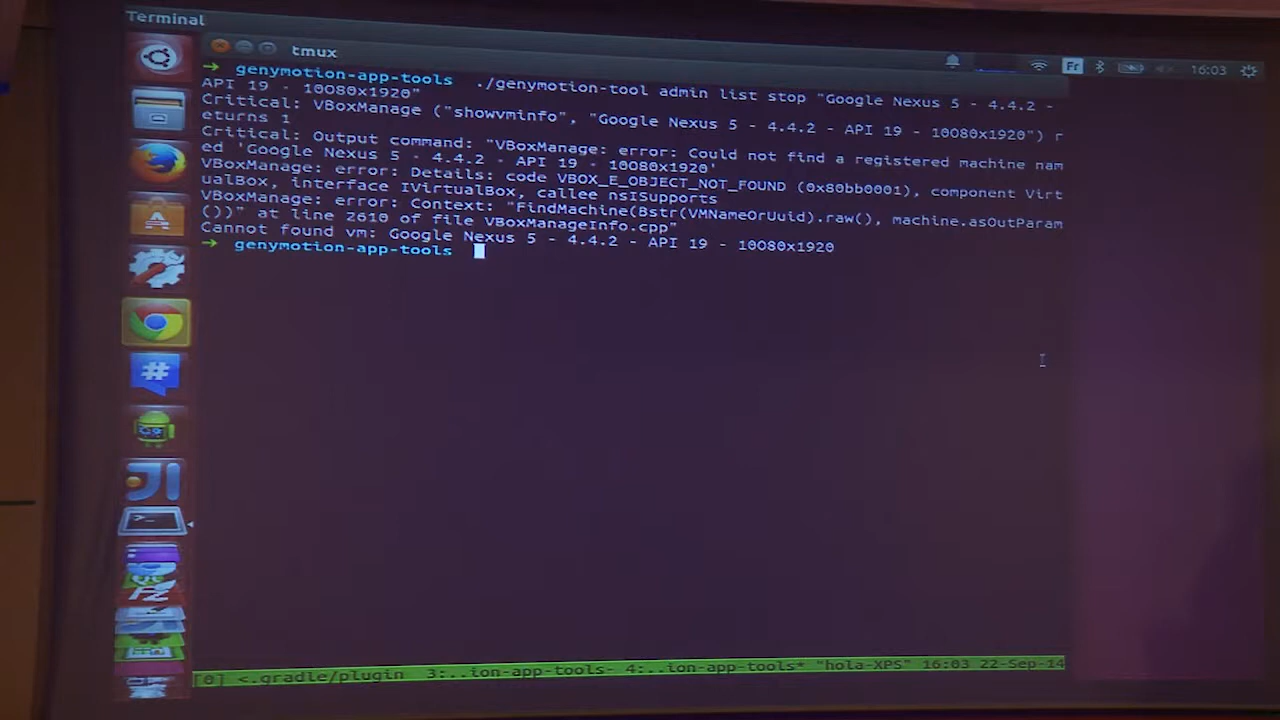 Terminal
tmux
Fr
16:03
→ genymotion-app-tools ./genymotion-tool admin list stop "Google Nexus 5 - 4.4.2 -
API 19 - 10O80x1920"
Critical: VBoxManage ("showvminfo", "Google Nexus 5 - 4.4.2 - API 19 - 10O80x1920") r
eturns 1
Critical: Output command: "VBoxManage: error: Could not find a registered machine nam
ed 'Google Nexus 5 - 4.4.2 - API 19 - 10O80x1920'
VBoxManage: error: Details: code VBOX_E_OBJECT_NOT_FOUND (0x80bb0001), component Virt
ualBox, interface IVirtualBox, callee nsISupports
VBoxManage: error: Context: "FindMachine(Bstr(VMNameOrUuid).raw(), machine.asOutParam
())" at line 2610 of file VBoxManageInfo.cpp"
Cannot found vm: Google Nexus 5 - 4.4.2 - API 19 - 10O80x1920
→ genymotion-app-tools
[0] <.gradle/plugin 3:..ion-app-tools- 4:..ion-app-tools* "hola-XPS" 16:03 22-Sep-14